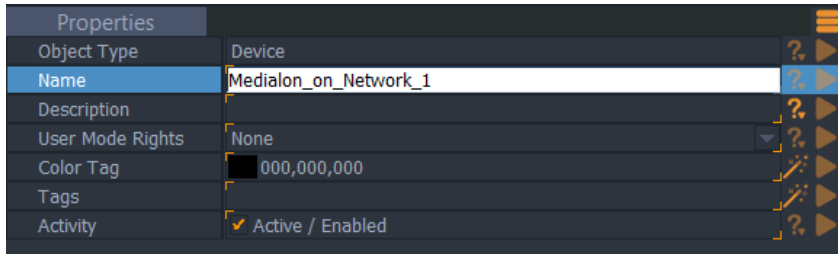 Properties
Object Type Device
Name Medialon_on_Network_1
Description
User Mode Rights None
Color Tag 000,000,000
Tags
Activity Active / Enabled